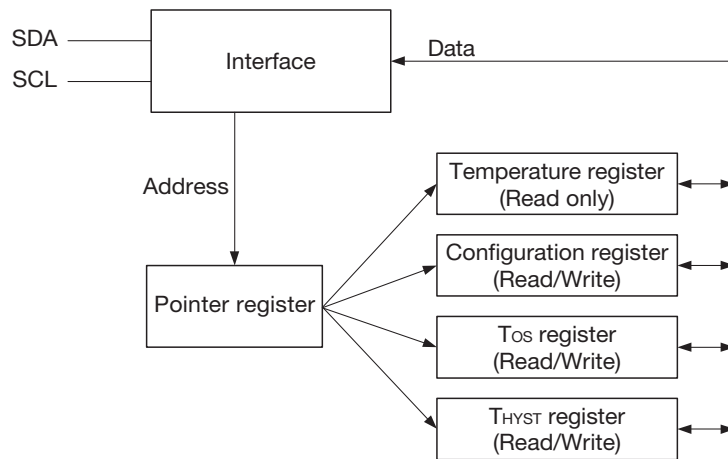 SDA
SCL
Interface
Data
Address
Temperature register
(Read only)
Configuration register
(Read/Write)
Pointer register
TOS register
(Read/Write)
THYST register
(Read/Write)